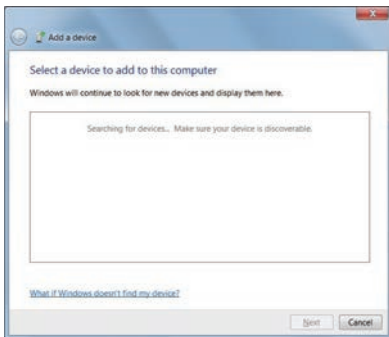 Add a device
Select a device to add to this computer
Windows will continue to look for new devices and display them here.
Searching for devices... Make sure your device is discoverable.
What if Windows doesn't find my device?
Next
Cancel